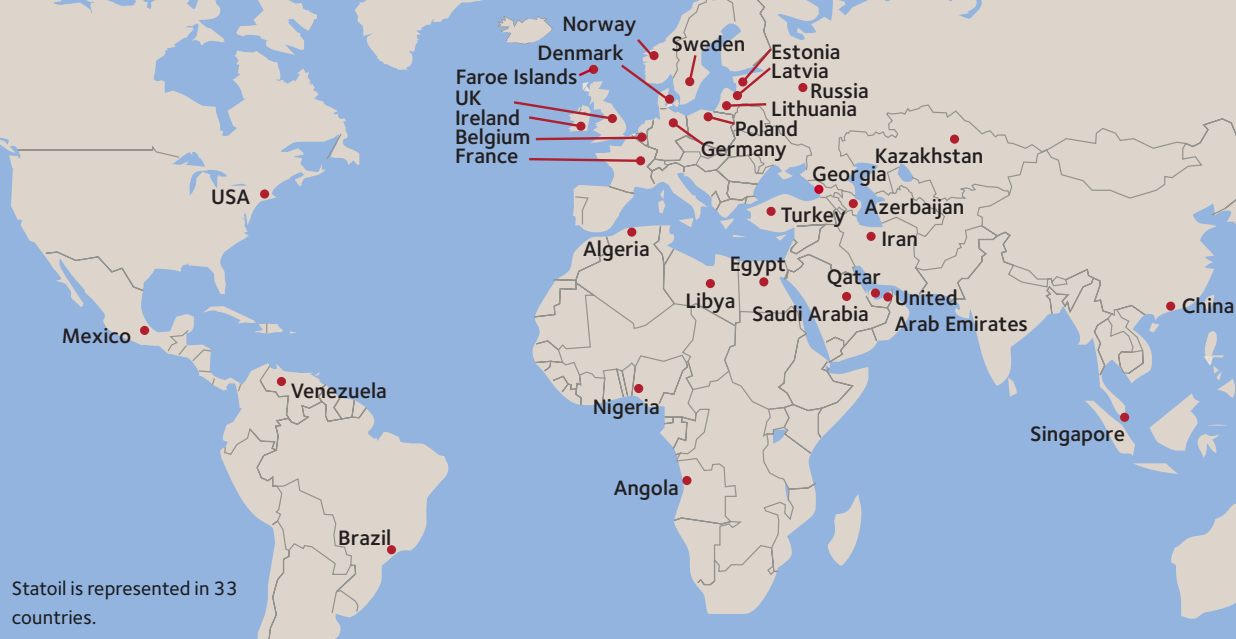 Norway
Denmark
Sweden
Estonia
Faroe Islands
Latvia
UK
Russia
Ireland
Lithuania
Belgium
Poland
France
Germany
Kazakhstan
Georgia
USA
Azerbaijan
Turkey
Algeria
Iran
Egypt
Qatar
Libya
United
Arab Emirates
Saudi Arabia
China
Mexico
Venezuela
Nigeria
Singapore
Angola
Brazil
Statoil is represented in 33
countries.